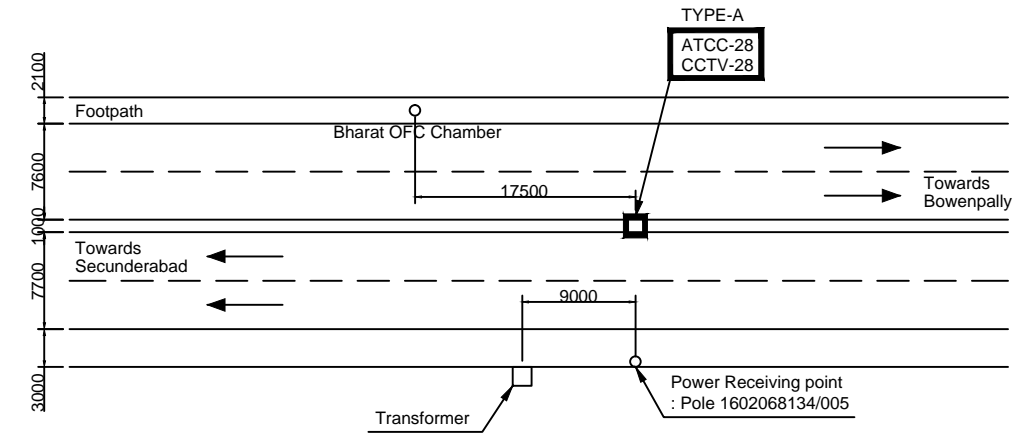 TYPE-A
ATCC-28
CCTV-28
2100
Footpath
Bharat OFC Chamber
7600
17500
Towards
Bowenpally
1000
Towards
Secunderabad
7700
9000
3000
Power Receiving point
: Pole 1602068134/005
Transformer